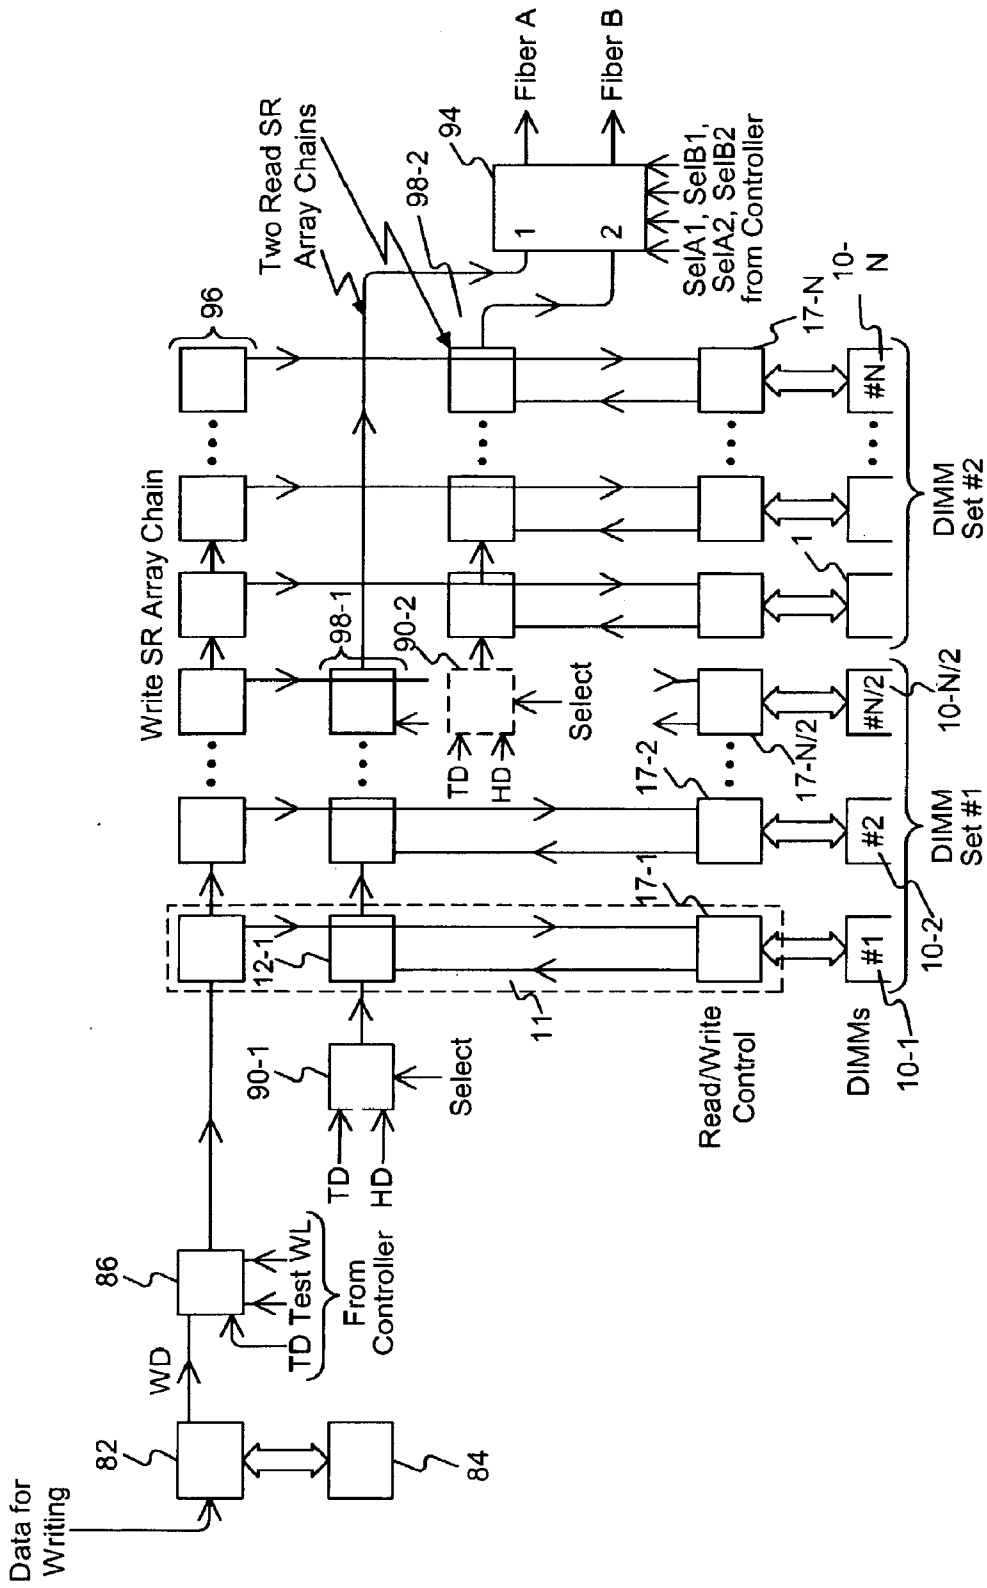 Data for
Writing
82
84
WD
86
TD Test WL
From
Controller
TD
HD
90-1
Select
Write SR Array Chain
96
12-1
11
98-1
90-2
TD
HD
Select
Two Read SR
Array Chains
98-2
94
1
2
Fiber A
Fiber B
SelA1, SelB1,
SelA2, SelB2
from Controller
Read/Write
Control
17-1
17-2
17-N/2
17-N
DIMMs
#1
#2
#N/2
1
#N
10-1
10-2
10-N/2
10-
N
DIMM
Set #1
DIMM
Set #2